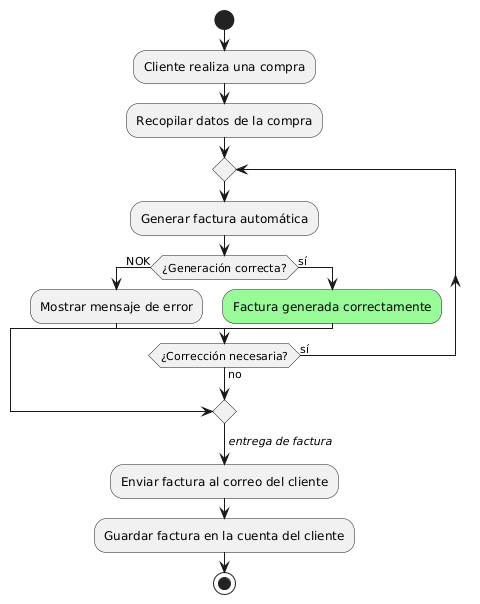 Cliente realiza una compra
Recopilar datos de la compra
Generar factura automática
NOK
¿Generación correcta?
sí
Mostrar mensaje de error
Factura generada correctamente
¿Corrección necesaria?
sí
no
entrega de factura
Enviar factura al correo del cliente
Guardar factura en la cuenta del cliente